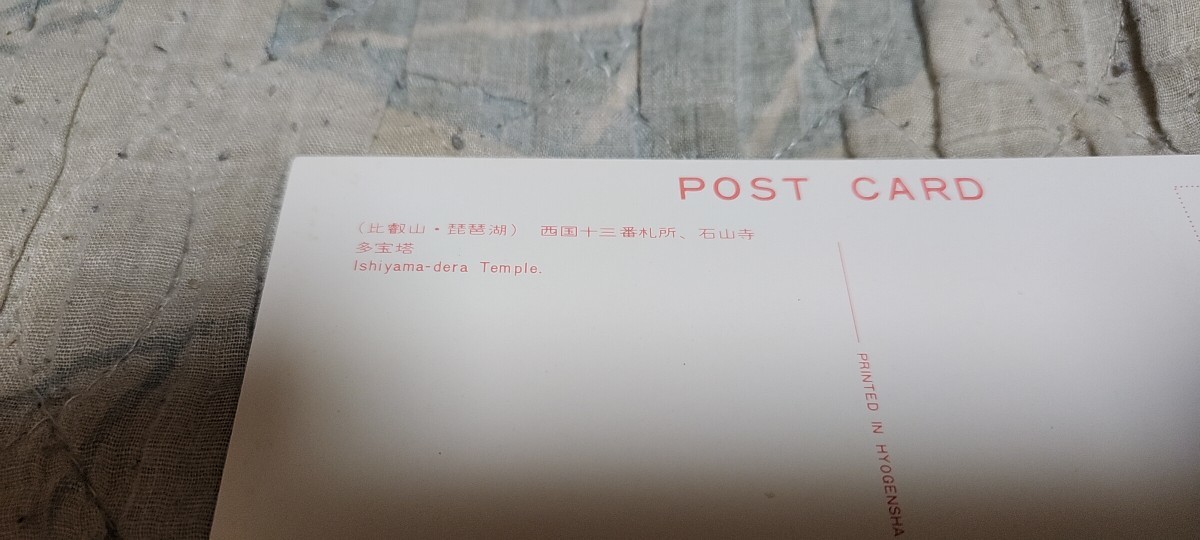 POST CARD
〈比叡山・琵琶湖〉 西国十三番札所、石山寺
多宝塔
Ishiyama-dera Temple.
PRINTED IN HYOGENSHA